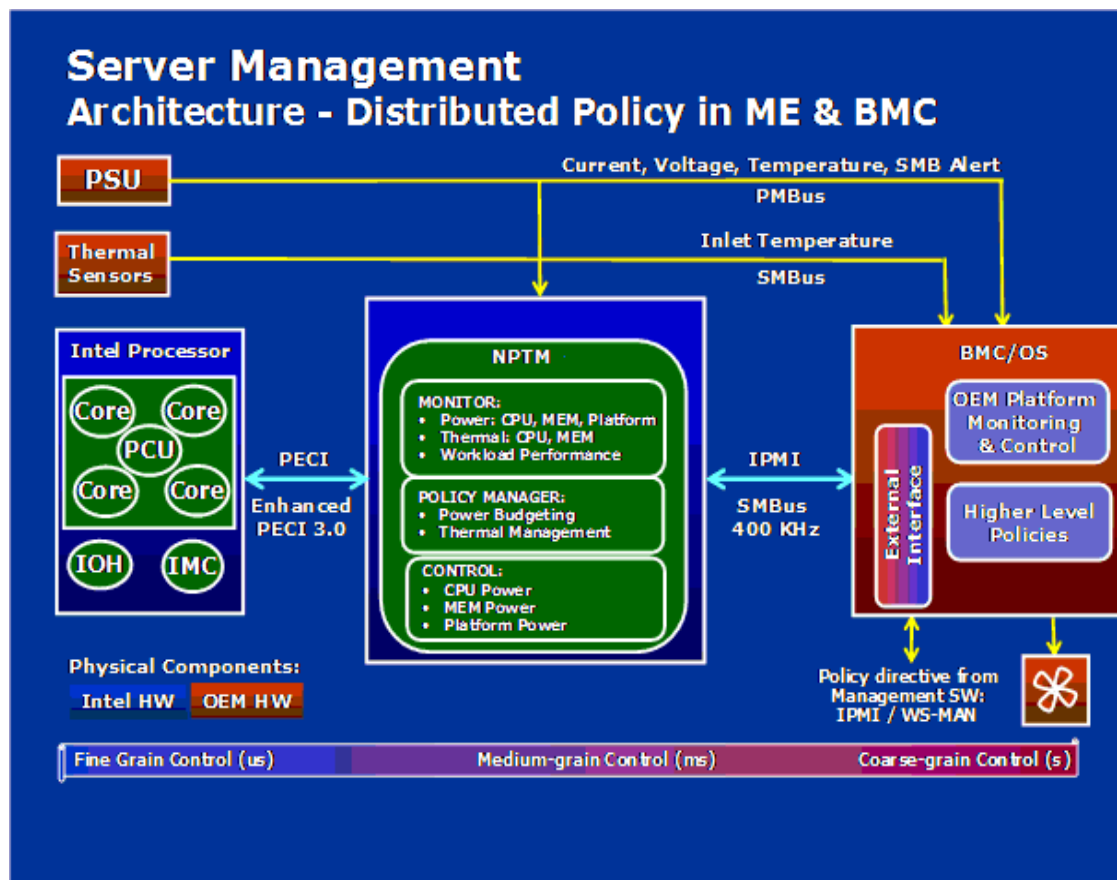 Server Management
Architecture - Distributed Policy in ME & BMC
PSU
Current, Voltage, Temperature, SMB Alert
PMBus
Thermal
Sensors
Inlet Temperature
SMBus
Intel Processor
Core
Core
PCU
Core
Core
IOH
IMC
PECI
Enhanced
PECI 3.0
NPTM
MONITOR:
• Power: CPU, MEM, Platform
• Thermal: CPU, MEM
• Workload Performance
POLICY MANAGER:
• Power Budgeting
• Thermal Management
CONTROL:
• CPU Power
• MEM Power
• Platform Power
IPMI
SMBus
400 KHz
BMC/OS
OEM Platform
Monitoring
& Control
External
Interface
Higher Level
Policies
Policy directive from
Management SW:
IPMI / WS-MAN
Physical Components:
Intel HW
OEM HW
Fine Grain Control (us)
Medium-grain Control (ms)
Coarse-grain Control (s)